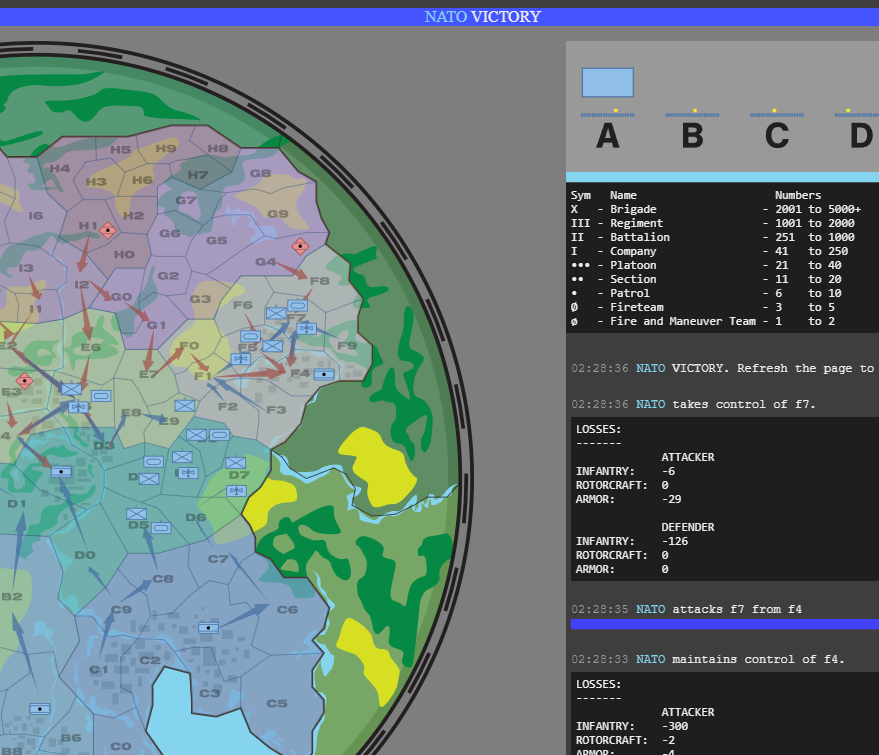 NATO VICTORY
A B C D
Sym Name Numbers
X - Brigade - 2001 to 5000+
III - Regiment - 1001 to 2000
II - Battalion - 251 to 1000
I - Company - 41 to 250
••• - Platoon - 21 to 40
•• - Section - 11 to 20
• - Patrol - 6 to 10
Ø - Fireteam - 3 to 5
ø - Fire and Maneuver Team - 1 to 2
02:28:36 NATO VICTORY. Refresh the page to
02:28:36 NATO takes control of f7.
LOSSES:
-------
ATTACKER
INFANTRY: -6
ROTORCRAFT: 0
ARMOR: -29
DEFENDER
INFANTRY: -126
ROTORCRAFT: 0
ARMOR: 0
02:28:35 NATO attacks f7 from f4
02:28:33 NATO maintains control of f4.
LOSSES:
-------
ATTACKER
INFANTRY: -300
ROTORCRAFT: -2
ARMOR: -4
H5 H9 H8
H4 H3 H6 H7 G8
G7
I6 H1 H2 G9
G6 G5
H0 G4
I3 I2 G2 F8
I1 G0 G3 F6
G1 F7
E2 E6 F0 F5 F9
E7 F1 F4
E3
F2 F3
E8 E9
D3
D7
D1 D5 D6
D0 C7
C8
B2 C9 C6
C1 C2
C3 C5
B6 C0
B8